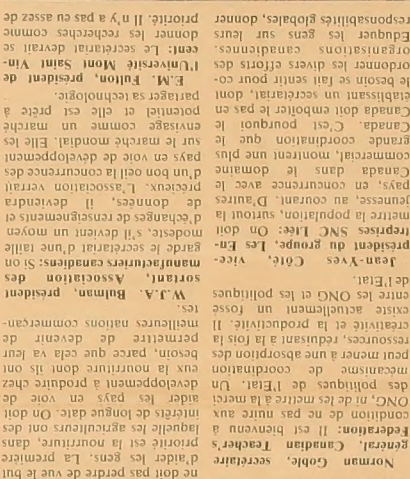 Norman Goble, secrétaire
général, Canadian Teacher's
Federation: Il est bienvenu à
condition de ne pas nuire aux
ONG, ni de les mettre à la merci
des politiques de l'Etat. Un
mécanisme de coordination
peut mener à une absorption des
ressources, réduisant à la fois la
créativité et la productivité. Il
existe actuellement un fossé
entre les ONG et les politiques
de l'Etat.
Jean-Yves Côté, vice-
président du groupe, Les En-
treprises SNC Ltée: On doit
mettre la population, surtout la
jeunesse, au courant. D'autres
pays, en concurrence avec le
Canada dans le domaine
commercial, montrent une plus
grande coordination que le
Canada. C'est pourquoi le
Canada doit emboîter le pas en
établissant un secrétariat, dont
le besoin se fait sentir pour co-
ordonner les divers efforts des
organisations canadiennes.
Eduquer les gens sur leurs
responsabilités globales, donner
ne doit pas perdre de vue le but
d'aider les gens. La première
priorité est la nourriture, dans
laquelle les agriculteurs ont des
intérêts de longue date. On doit
aider les pays en voie de
développement à produire chez
eux la nourriture dont ils ont
besoin, parce que cela va leur
permettre de devenir de
meilleures nations commerçan-
tes.
W.J.A. Bulman, président
sortant, Association des
manufacturiers canadiens: Si on
garde le secrétariat d'une taille
modeste, s'il devient un moyen
d'échanges de renseignements et
de données, il deviendra
précieux. L'association verrait
d'un bon oeil la concurrence des
pays en voie de développement
sur le marché mondial. Elle les
envisage comme un marché
potentiel et elle est prête à
partager sa technologie.
E.M. Fulton, président de
l'Université Mont Saint Vin-
cent: Le secrétariat devrait se
donner les recherches comme
priorité. Il n'y a pas eu assez de